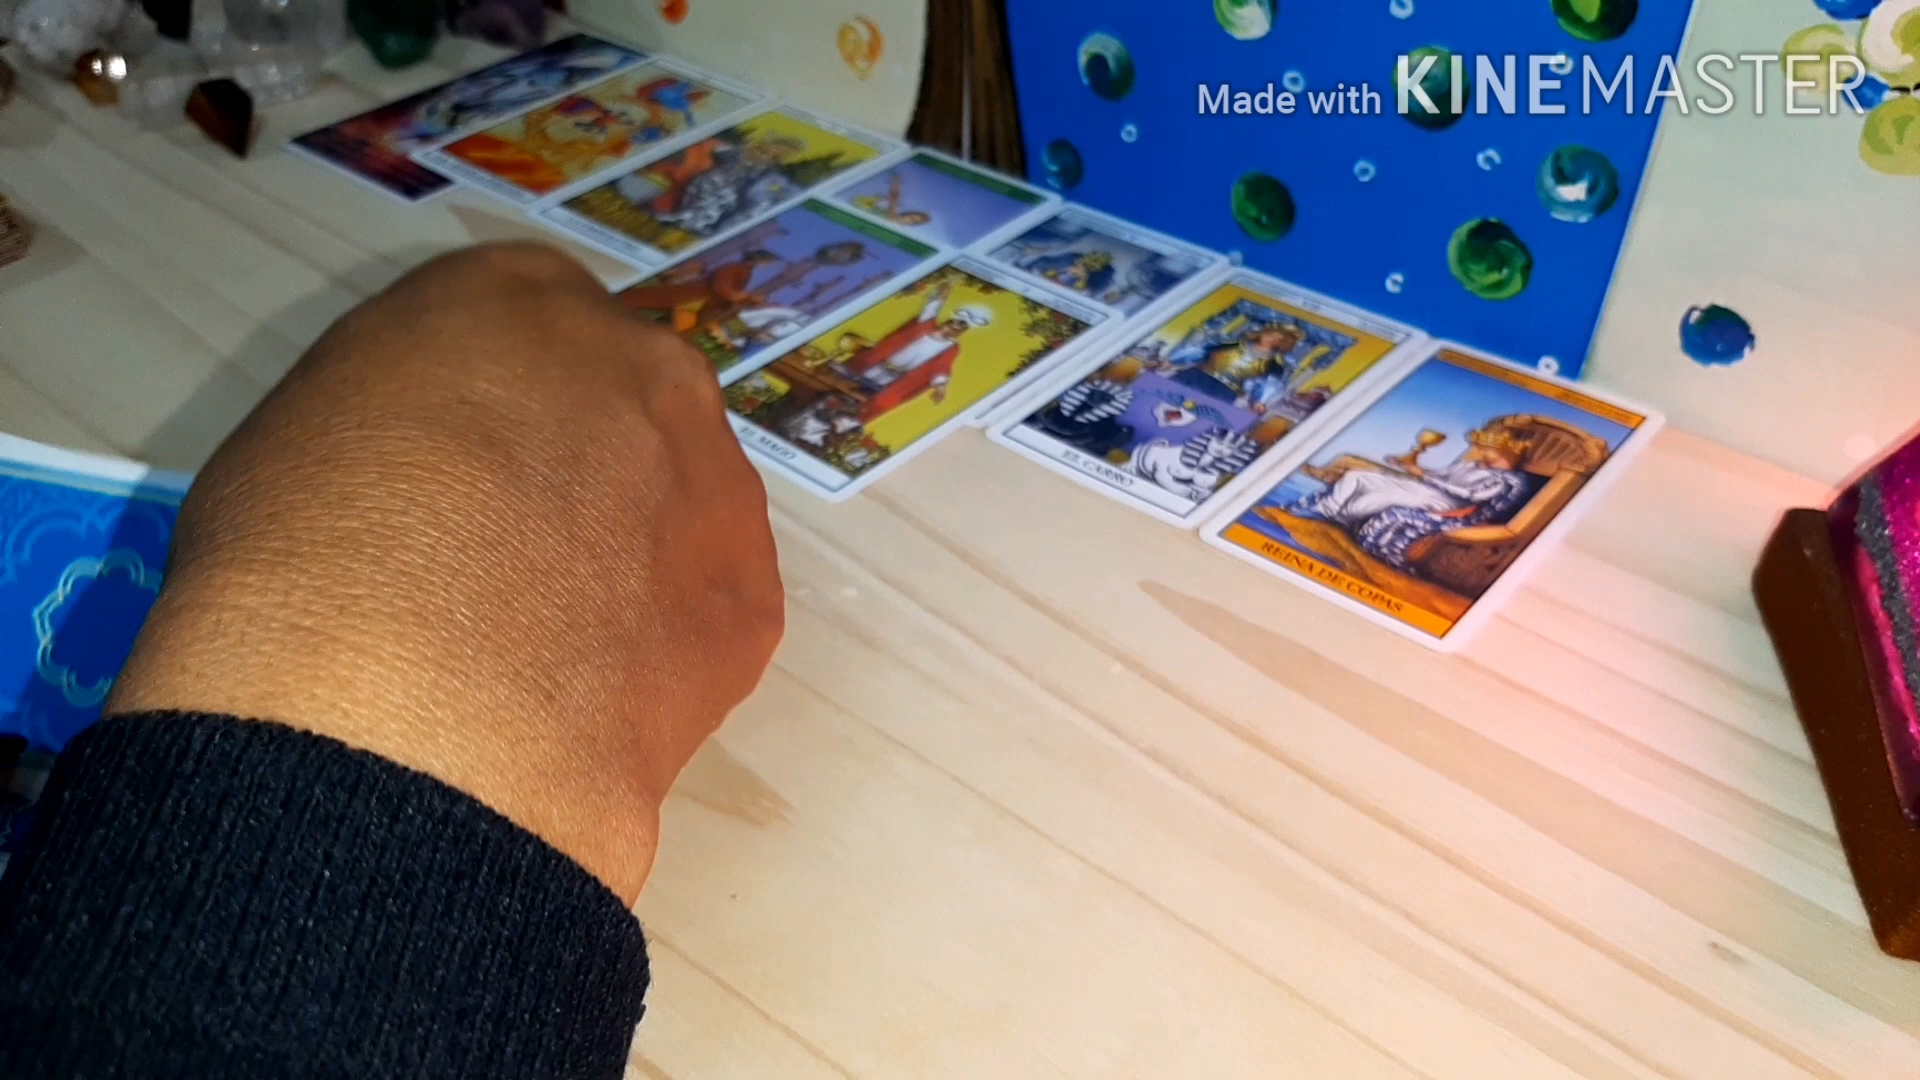 Made with KINEMASTER
EL MAGO
EL CARRO
REINA DE COPAS